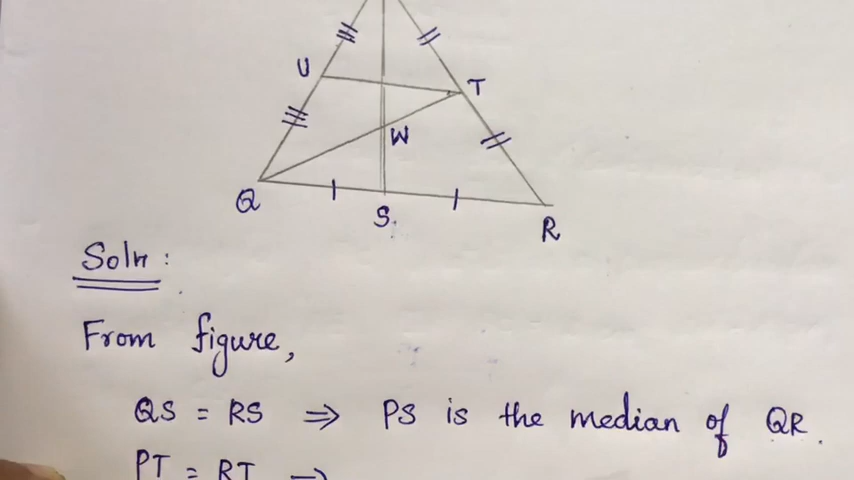 U
T
W
Q
S.
R
Soln :
From figure,
QS = RS ⇒ PS is the median of QR.
PT = RT →